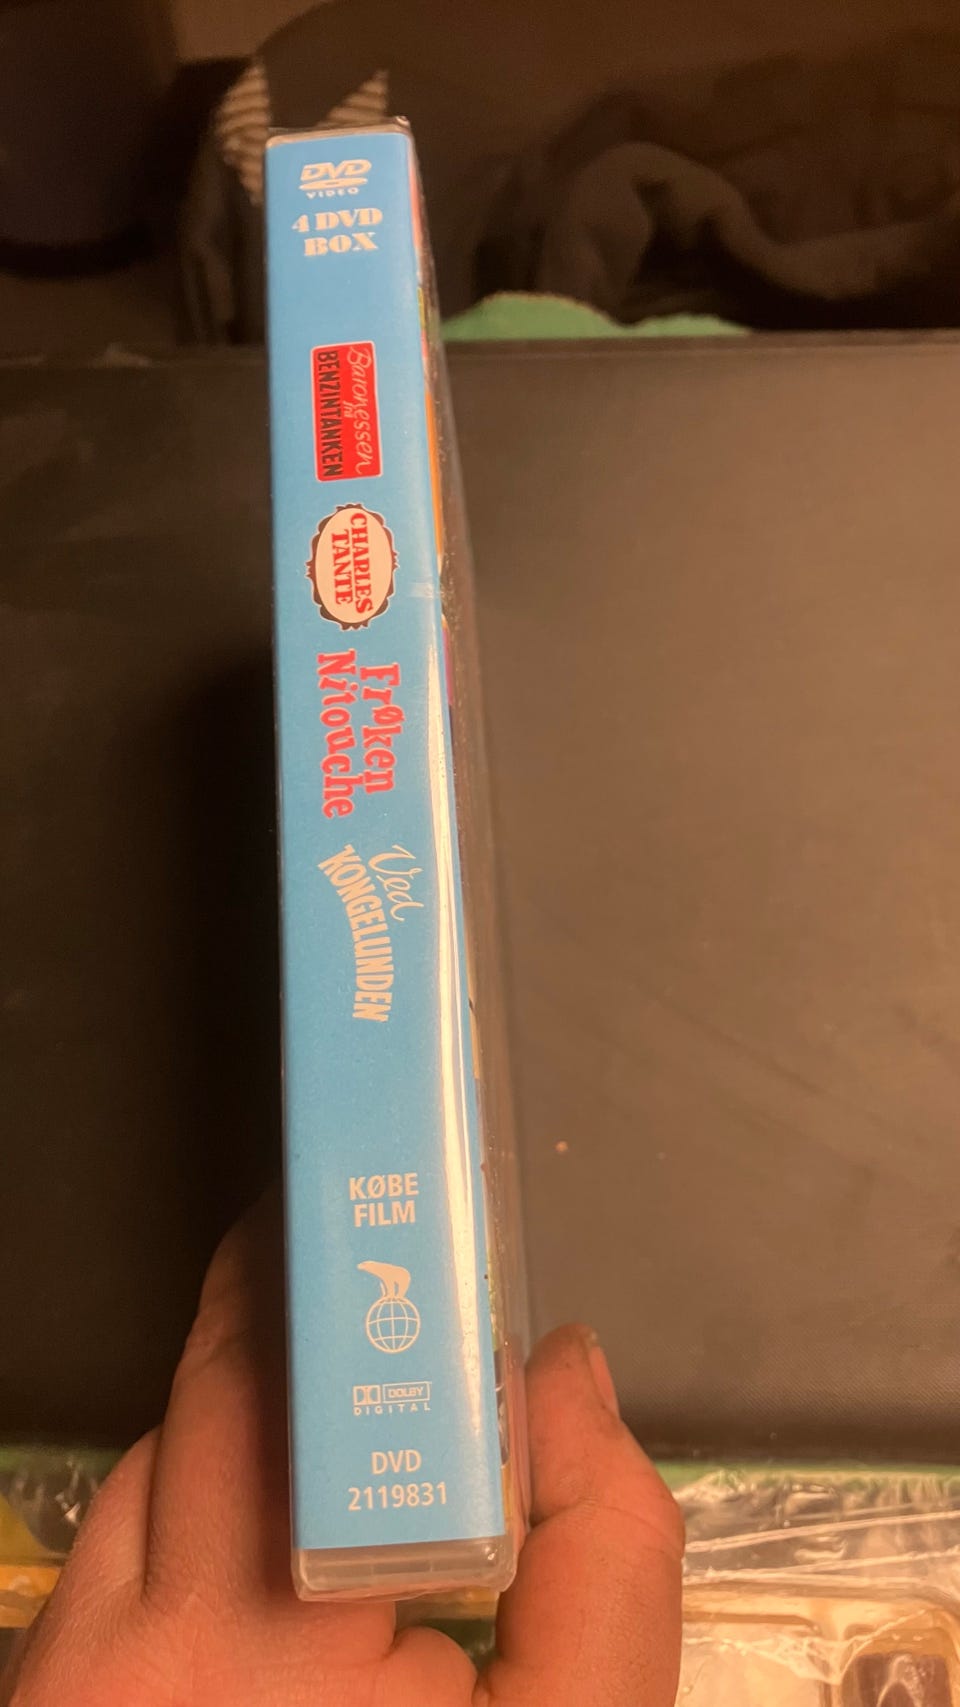 DVD
VIDEO
4 DVD
BOX
Baronessen
fra
BENZINTANKEN
CHARLES
TANTE
Frøken
Nitouche
Ved
KONGELUNDEN
KØBE
FILM
DOLBY
DIGITAL
DVD
2119831